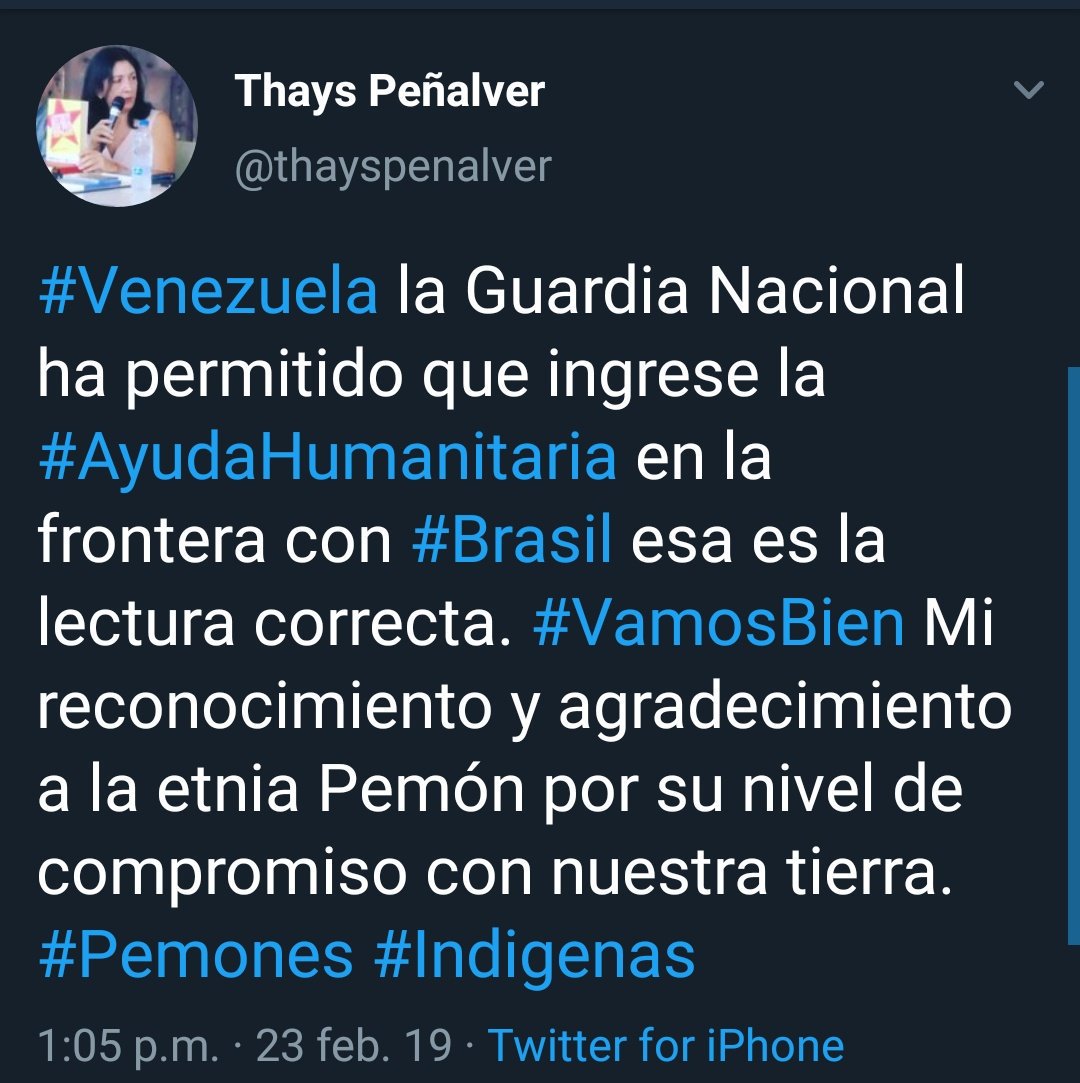 Thays Peñalver
@thayspenalver
#Venezuela la Guardia Nacional
ha permitido que ingrese la
#AyudaHumanitaria en la
frontera con #Brasil esa es la
lectura correcta. #VamosBien Mi
reconocimiento y agradecimiento
a la etnia Pemón por su nivel de
compromiso con nuestra tierra.
#Pemones #Indigenas
1:05 p.m. · 23 feb. 19 · Twitter for iPhone